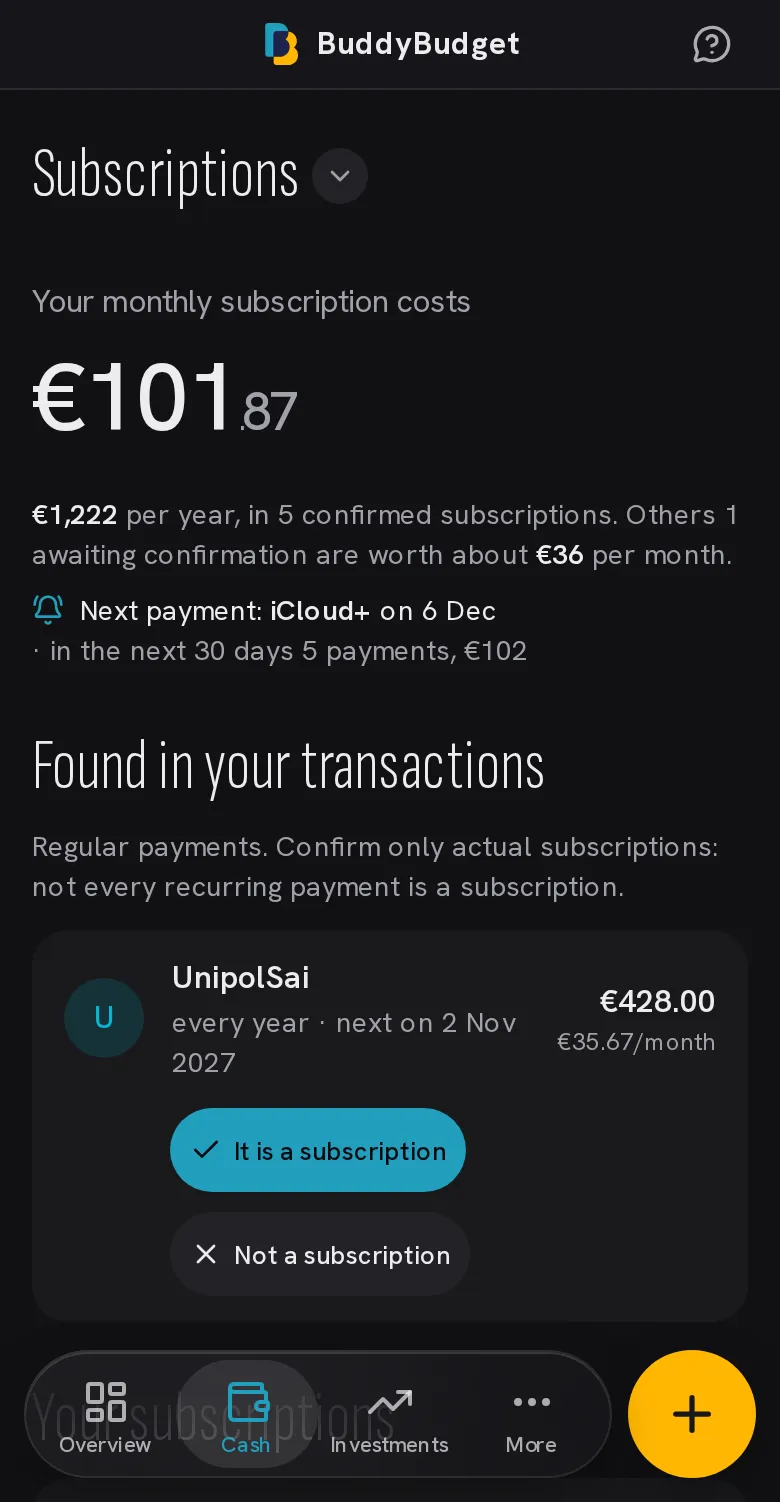 BuddyBudget
Subscriptions
Your monthly subscription costs
€101.87
€1,222 per year, in 5 confirmed subscriptions. Others 1
awaiting confirmation are worth about €36 per month.
Next payment: iCloud+ on 6 Dec
· in the next 30 days 5 payments, €102
Found in your transactions
Regular payments. Confirm only actual subscriptions:
not every recurring payment is a subscription.
U
UnipolSai
every year · next on 2 Nov
2027
€428.00
€35.67/month
It is a subscription
Not a subscription
Your subscriptions
Overview
Cash
Investments
More